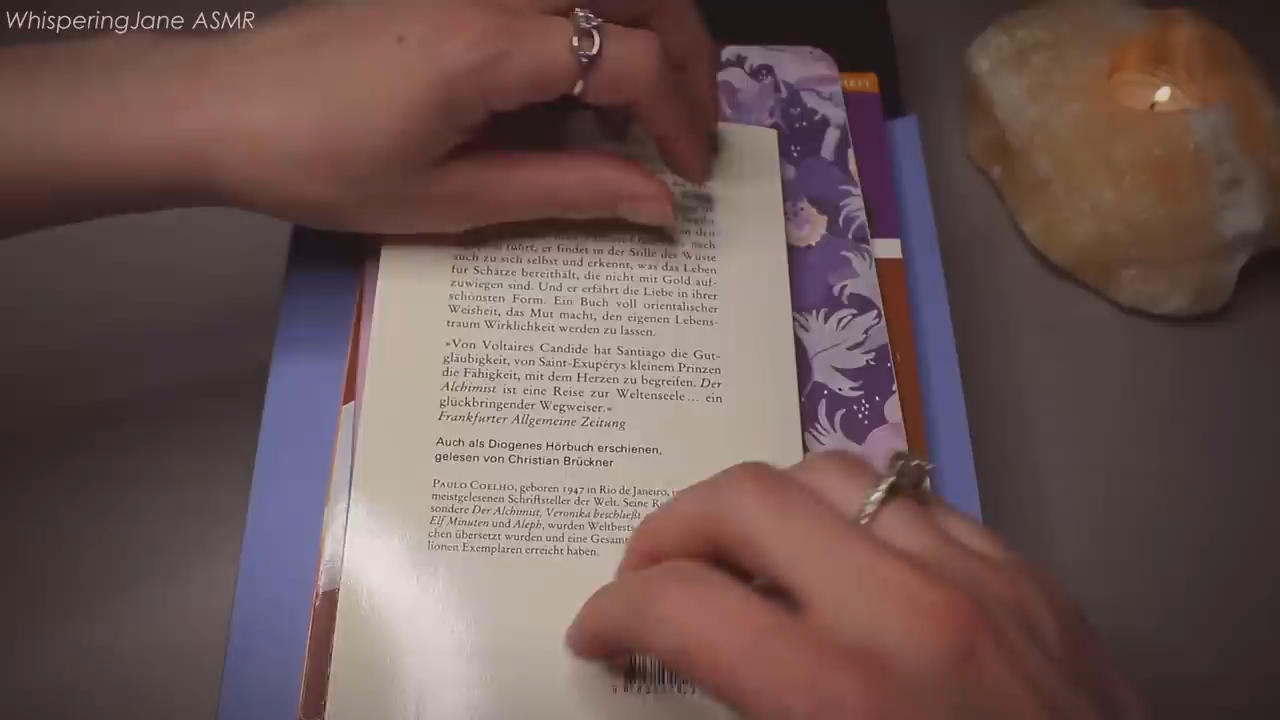 WhisperingJane ASMR
führt, er findet in der Stille der Wüste
auch zu sich selbst und erkennt, was das Leben
für Schätze bereithält, die nicht mit Gold auf-
zuwiegen sind. Und er erfährt die Liebe in ihrer
schönsten Form. Ein Buch voll orientalischer
Weisheit, das Mut macht, den eigenen Lebens-
traum Wirklichkeit werden zu lassen.
»Von Voltaires Candide hat Santiago die Gut-
gläubigkeit, von Saint-Exupérys kleinem Prinzen
die Fähigkeit, mit dem Herzen zu begreifen. Der
Alchimist ist eine Reise zur Weltenseele… ein
glückbringender Wegweiser.«
Frankfurter Allgemeine Zeitung
Auch als Diogenes Hörbuch erschienen,
gelesen von Christian Brückner
PAULO COELHO, geboren 1947 in Rio de Janeiro,
meistgelesenen Schriftsteller der Welt. Seine
sondere Der Alchimist, Veronika beschließt
Elf Minuten und Aleph, wurden
chen übersetzt wurden und eine
lionen Exemplaren erreicht haben.